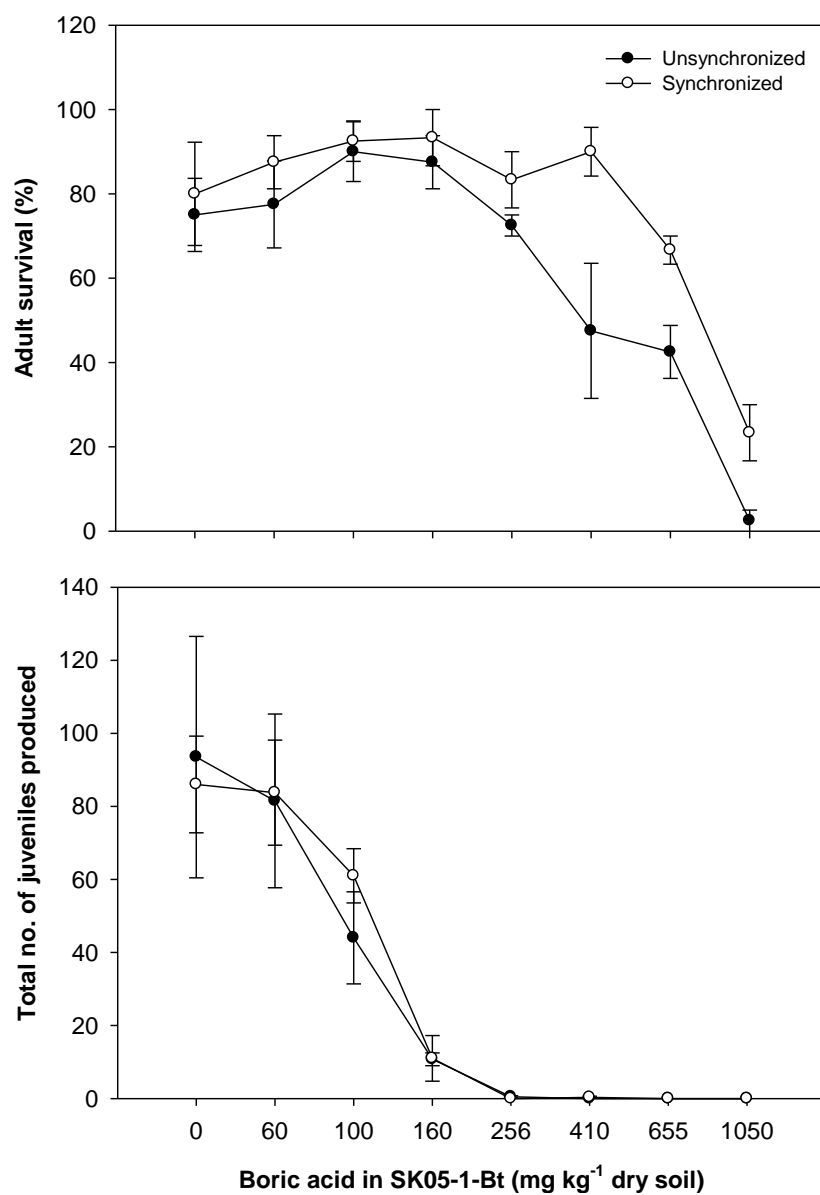 120
100
80
60
40
20
0
Adult survival (%)
Unsynchronized
Synchronized
140
120
100
80
60
40
20
0
Total no. of juveniles produced
0 60 100 160 256 410 655 1050
Boric acid in SK05-1-Bt (mg kg⁻¹ dry soil)